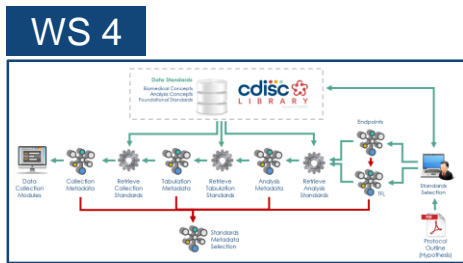 WS 4
Data Standards
Biomedical Concepts
Analysis Concepts
Foundational Standards
cdisc
LIBRARY
Endpoints
Data
Collection
Modules
Collection
Metadata
Retrieve
Collection
Standards
Tabulation
Metadata
Retrieve
Tabulation
Standards
Analysis
Metadata
Retrieve
Analysis
Standards
TFL
Standards
Selection
Standards
Metadata
Selection
Protocol
Outline
(Hypothesis)